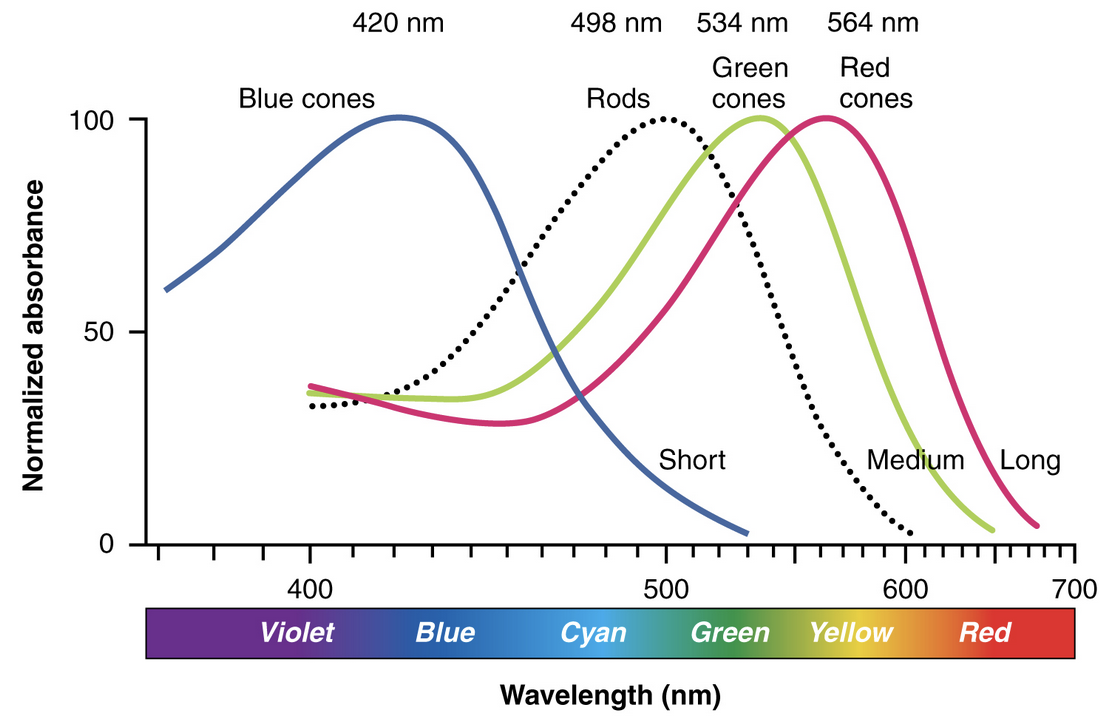 420 nm
498 nm
534 nm
564 nm
Blue cones
Rods
Green
cones
Red
cones
Normalized absorbance
100
50
0
Short
Medium
Long
400
500
600
700
Violet
Blue
Cyan
Green
Yellow
Red
Wavelength (nm)